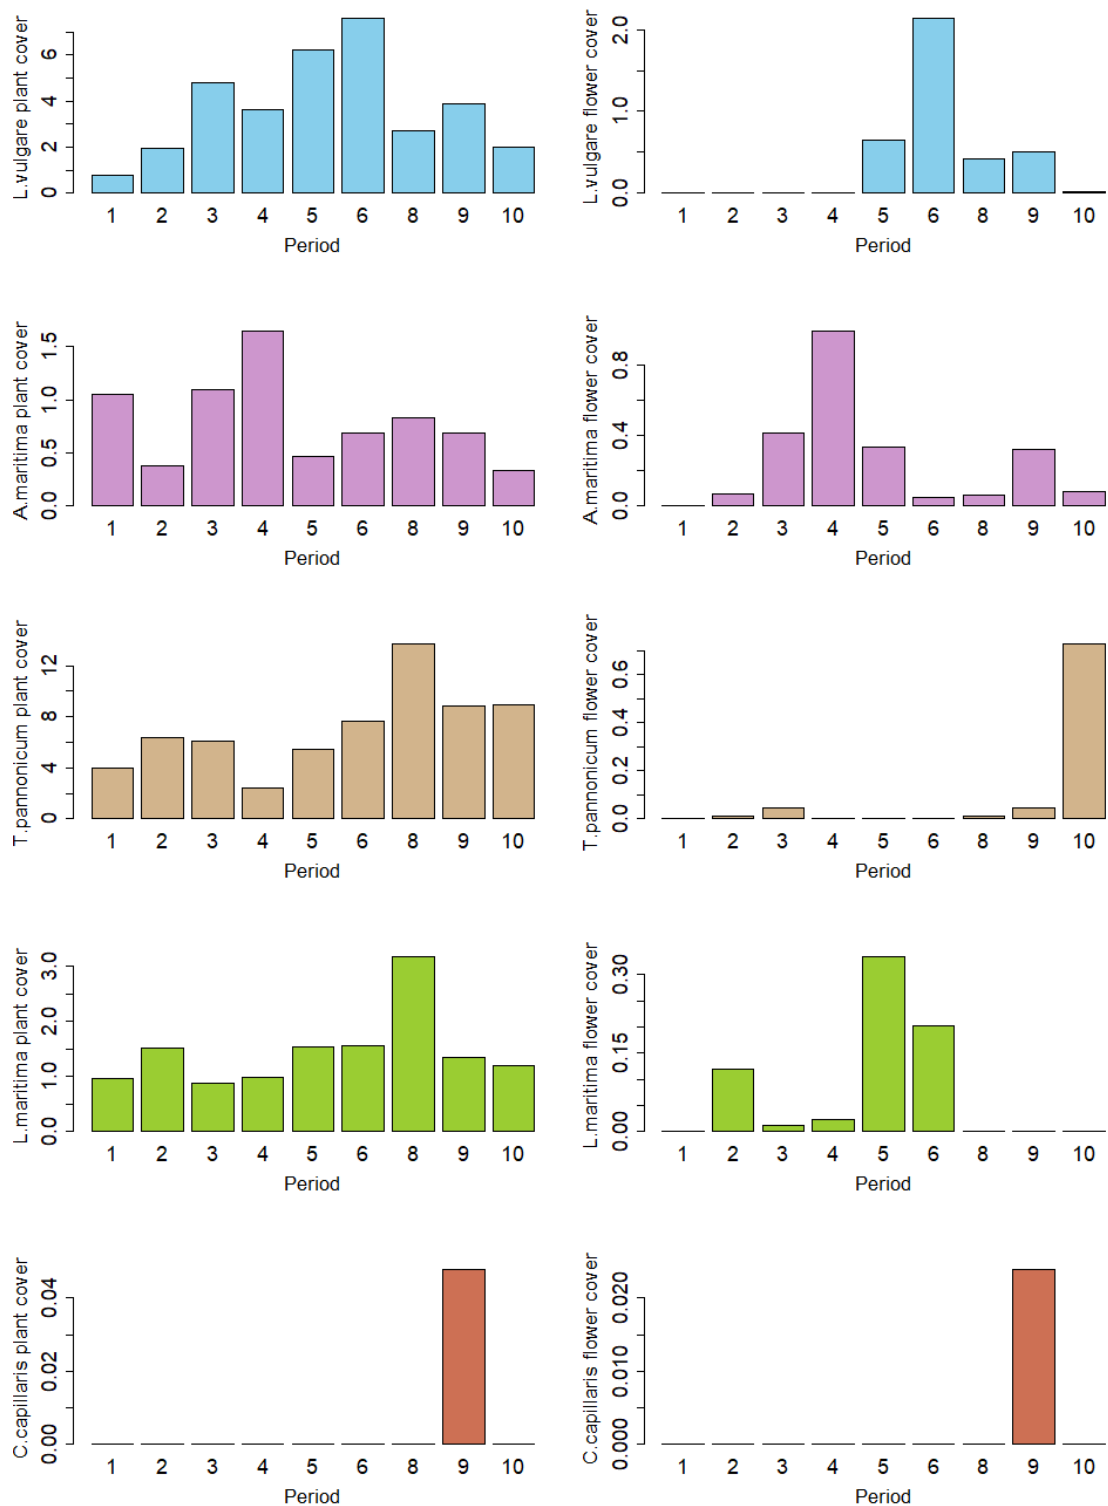 L.vulgare plant cover
0 2 4 6
1 2 3 4 5 6 8 9 10
Period
L.vulgare flower cover
0.0 1.0 2.0
1 2 3 4 5 6 8 9 10
Period
A.maritima plant cover
0.0 0.5 1.0 1.5
1 2 3 4 5 6 8 9 10
Period
A.maritima flower cover
0.0 0.4 0.8
1 2 3 4 5 6 8 9 10
Period
T.pannonicum plant cover
0 4 8 12
1 2 3 4 5 6 8 9 10
Period
T.pannonicum flower cover
0.0 0.2 0.4 0.6
1 2 3 4 5 6 8 9 10
Period
L.maritima plant cover
0.0 1.0 2.0 3.0
1 2 3 4 5 6 8 9 10
Period
L.maritima flower cover
0.00 0.15 0.30
1 2 3 4 5 6 8 9 10
Period
C.capillaris plant cover
0.00 0.02 0.04
1 2 3 4 5 6 8 9 10
Period
C.capillaris flower cover
0.000 0.010 0.020
1 2 3 4 5 6 8 9 10
Period